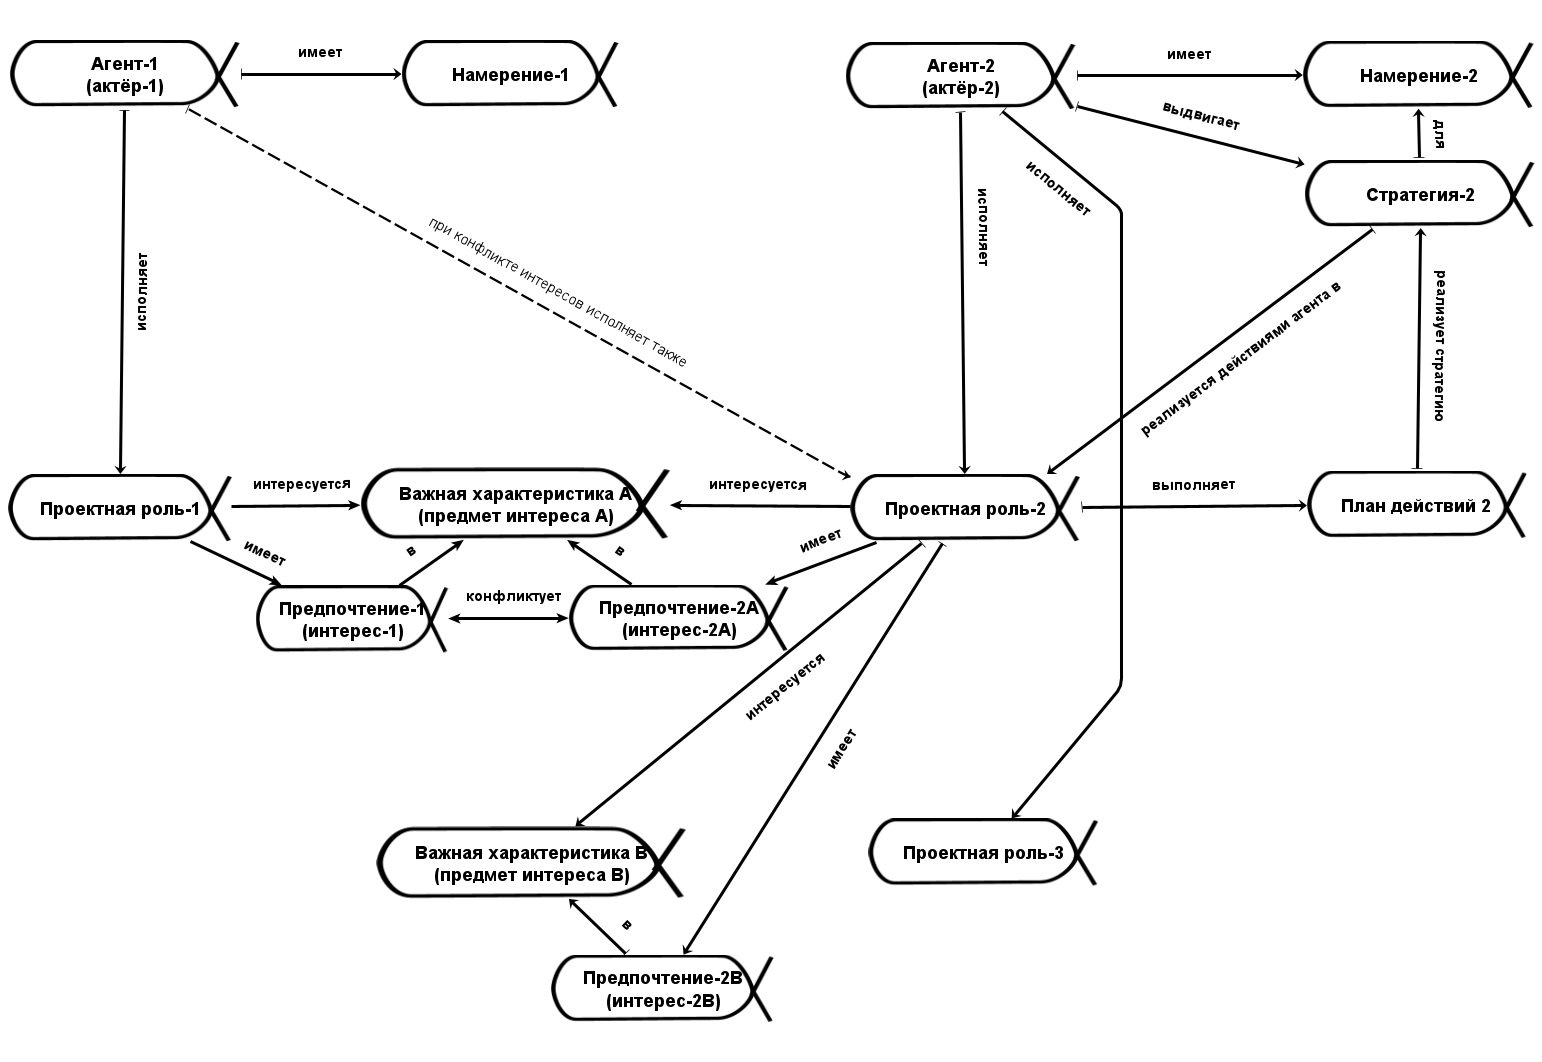 Агент-1
(актёр-1)
имеет
Намерение-1
Агент-2
(актёр-2)
имеет
Намерение-2
выдвигает
для
Стратегия-2
исполняет
исполняет
исполняет
при конфликте интересов исполняет также
реализуется действиями агента в
реализует стратегию
Проектная роль-1
интересуется
Важная характеристика А
(предмет интереса А)
интересуется
Проектная роль-2
выполняет
План действий 2
имеет
в
в
имеет
Предпочтение-1
(интерес-1)
конфликтует
Предпочтение-2А
(интерес-2А)
интересуется
имеет
Важная характеристика В
(предмет интереса В)
Проектная роль-3
в
Предпочтение-2В
(интерес-2В)